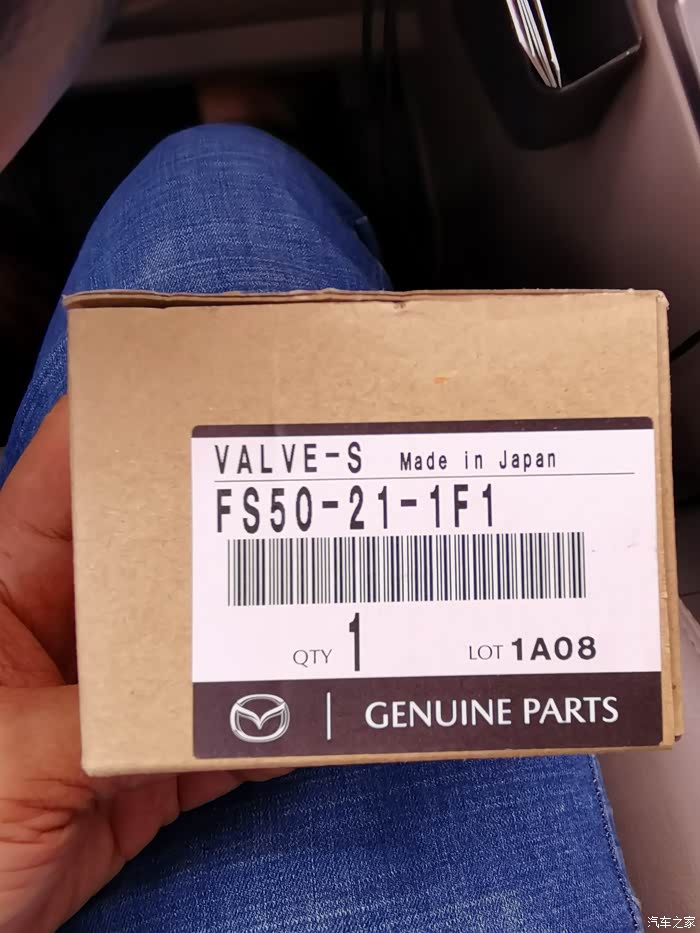 VALVE-S Made in Japan
FS50-21-1F1
QTY 1 LOT 1A08
GENUINE PARTS
汽车之家